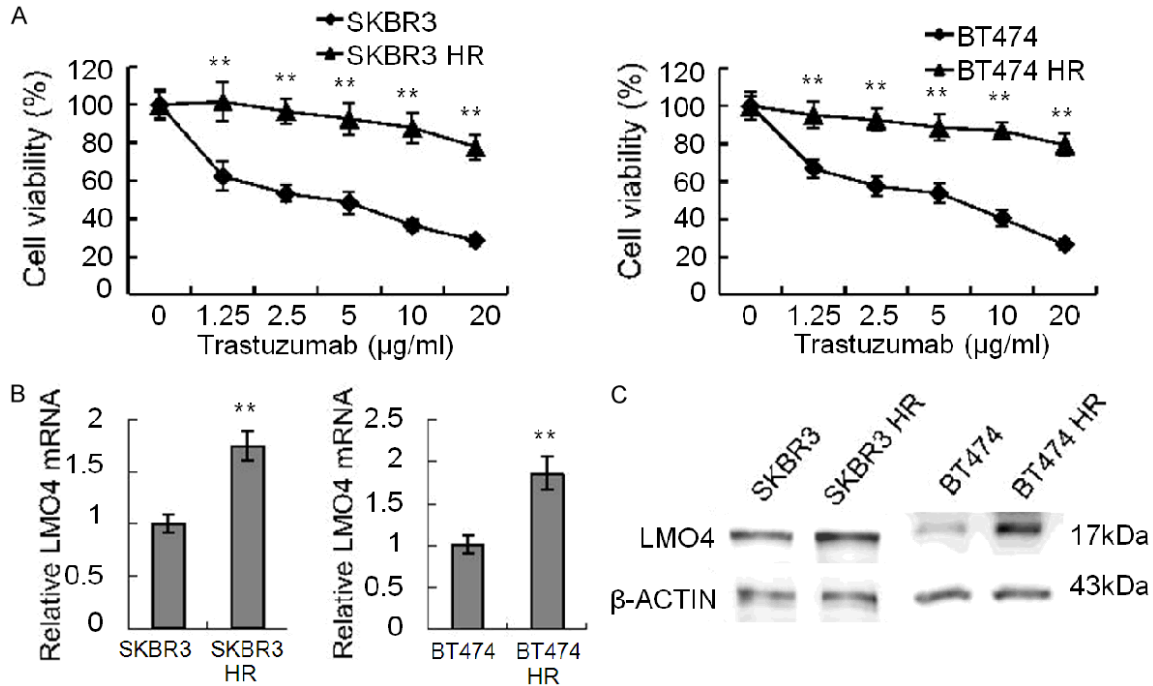 A
SKBR3
SKBR3 HR
Cell viability (%)
120
100
80
60
40
20
0
** ** ** ** **
0 1.25 2.5 5 10 20
Trastuzumab (µg/ml)
BT474
BT474 HR
Cell viability (%)
120
100
80
60
40
20
0
** ** ** ** **
0 1.25 2.5 5 10 20
Trastuzumab (µg/ml)
B
Relative LMO4 mRNA
2
1.5
1
0.5
0
**
SKBR3 SKBR3
HR
Relative LMO4 mRNA
2.5
2
1.5
1
0.5
0
**
BT474 BT474
HR
C
SKBR3 SKBR3 HR BT474 BT474 HR
LMO4 17kDa
β-ACTIN 43kDa